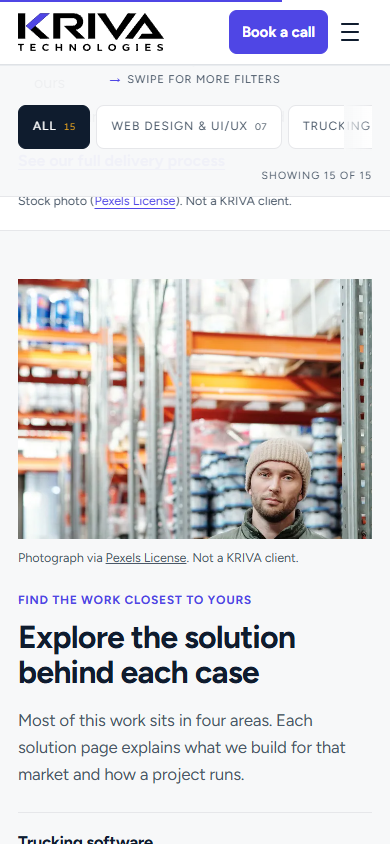 KRIVA
TECHNOLOGIES
Book a call
ours
→ SWIPE FOR MORE FILTERS
ALL 15
WEB DESIGN & UI/UX 07
TRUCKING
See our full delivery process
SHOWING 15 OF 15
Stock photo (Pexels License). Not a KRIVA client.
Photograph via Pexels License. Not a KRIVA client.
FIND THE WORK CLOSEST TO YOURS
Explore the solution
behind each case
Most of this work sits in four areas. Each
solution page explains what we build for that
market and how a project runs.
Trucking software